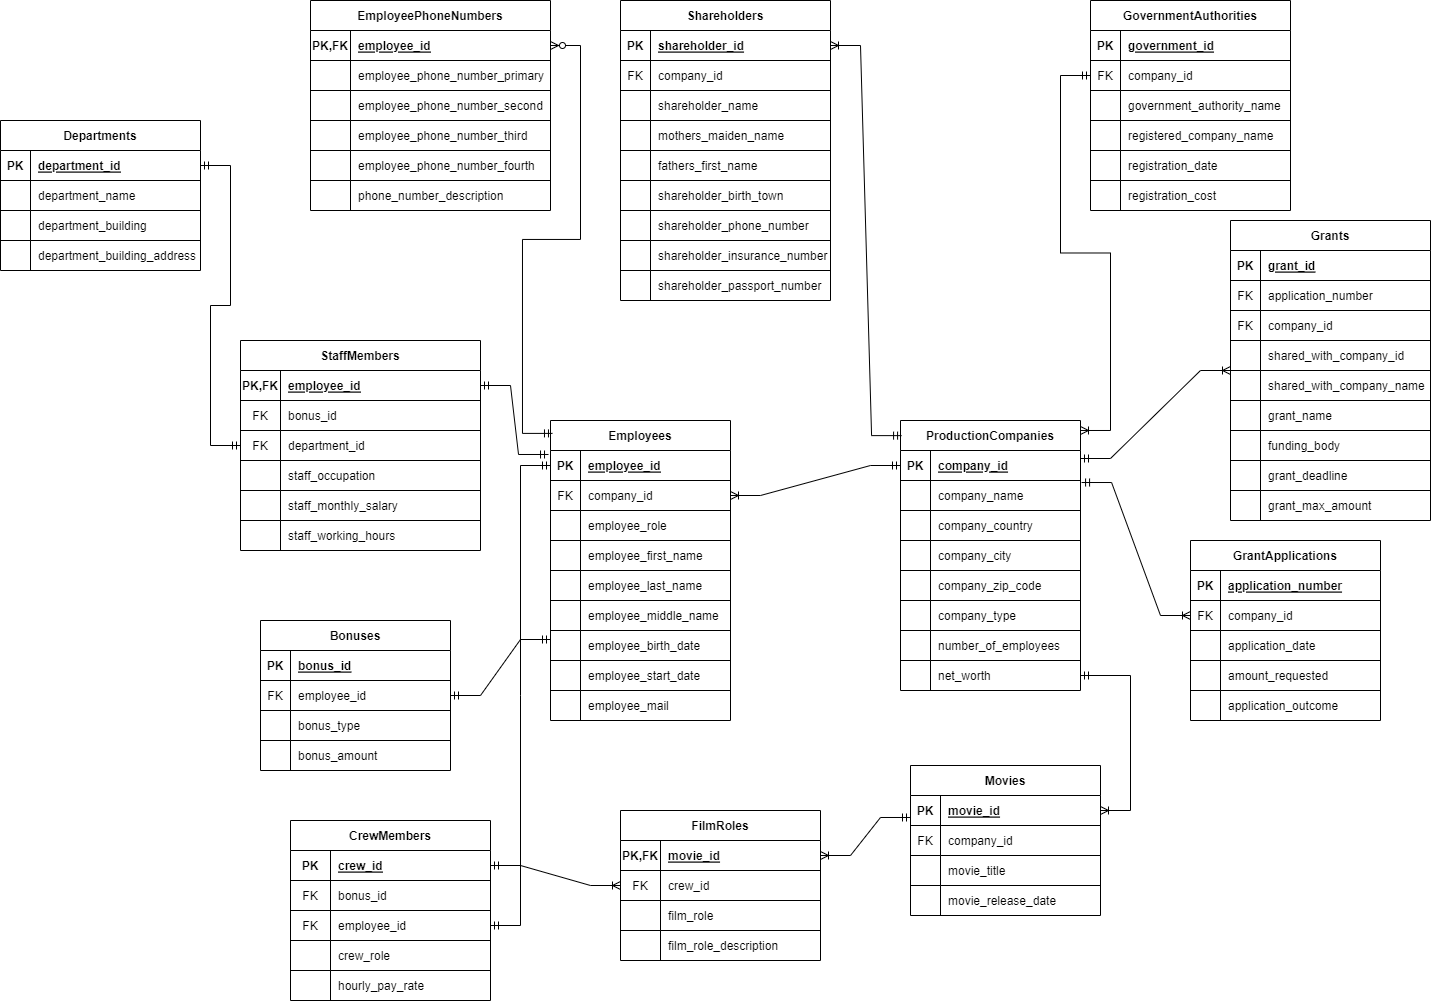 EmployeePhoneNumbers
PK,FK employee_id
employee_phone_number_primary
employee_phone_number_second
employee_phone_number_third
employee_phone_number_fourth
phone_number_description
Shareholders
PK shareholder_id
FK company_id
shareholder_name
mothers_maiden_name
fathers_first_name
shareholder_birth_town
shareholder_phone_number
shareholder_insurance_number
shareholder_passport_number
GovernmentAuthorities
PK government_id
FK company_id
government_authority_name
registered_company_name
registration_date
registration_cost
Departments
PK department_id
department_name
department_building
department_building_address
Grants
PK grant_id
FK application_number
FK company_id
shared_with_company_id
shared_with_company_name
grant_name
funding_body
grant_deadline
grant_max_amount
StaffMembers
PK,FK employee_id
FK bonus_id
FK department_id
staff_occupation
staff_monthly_salary
staff_working_hours
Employees
PK employee_id
FK company_id
employee_role
employee_first_name
employee_last_name
employee_middle_name
employee_birth_date
employee_start_date
employee_mail
ProductionCompanies
PK company_id
company_name
company_country
company_city
company_zip_code
company_type
number_of_employees
net_worth
GrantApplications
PK application_number
FK company_id
application_date
amount_requested
application_outcome
Bonuses
PK bonus_id
FK employee_id
bonus_type
bonus_amount
Movies
PK movie_id
FK company_id
movie_title
movie_release_date
FilmRoles
PK,FK movie_id
FK crew_id
film_role
film_role_description
CrewMembers
PK crew_id
FK bonus_id
FK employee_id
crew_role
hourly_pay_rate